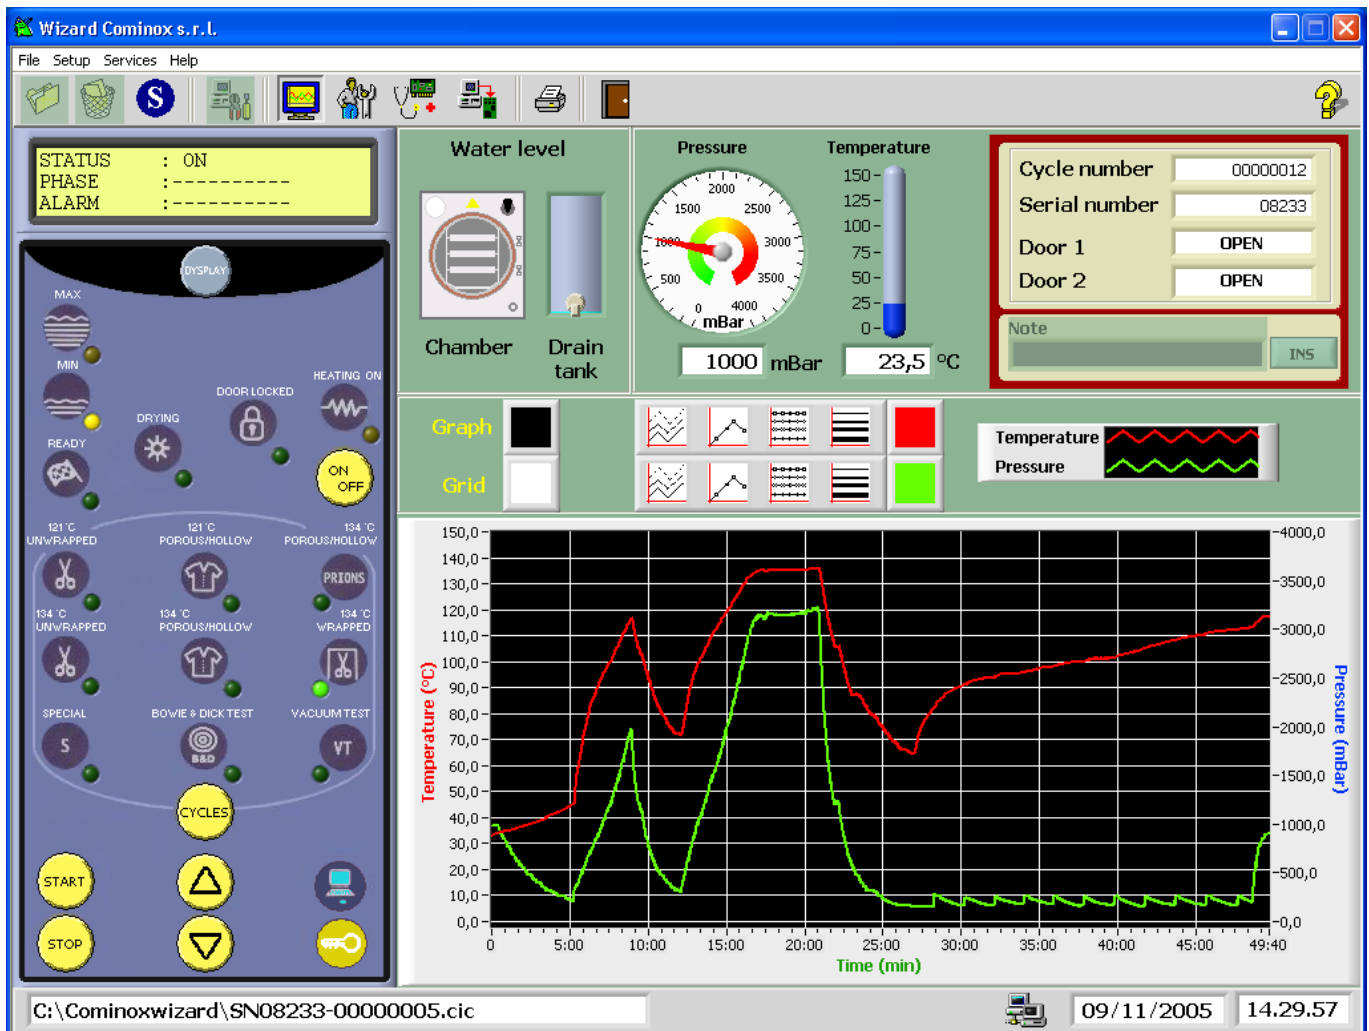 Wizard Cominox s.r.l.
File Setup Services Help
S
STATUS : ON
PHASE :----------
ALARM :----------
DYSPLAY
MAX
MIN
HEATING ON
DOOR LOCKED
DRYING
READY
ON OFF
121 °C UNWRAPPED
121 °C POROUS/HOLLOW
134 °C POROUS/HOLLOW
PRIONS
134 °C UNWRAPPED
134 °C POROUS/HOLLOW
134 °C WRAPPED
SPECIAL
BOWIE & DICK TEST
VACUUM TEST
S
B&D
VT
CYCLES
START
STOP
Water level
Chamber
Drain tank
Pressure
0 500 1000 1500 2000 2500 3000 3500 4000
mBar
1000 mBar
Temperature
150
125
100
75
50
25
0
23,5 °C
Cycle number 00000012
Serial number 08233
Door 1 OPEN
Door 2 OPEN
Note
INS
Graph
Grid
Temperature
Pressure
150,0
140,0
130,0
120,0
110,0
100,0
90,0
80,0
70,0
60,0
50,0
40,0
30,0
20,0
10,0
0,0
Temperature (°C)
4000,0
3500,0
3000,0
2500,0
2000,0
1500,0
1000,0
500,0
0,0
Pressure (mBar)
0 5:00 10:00 15:00 20:00 25:00 30:00 35:00 40:00 45:00 49:40
Time (min)
C:\Cominoxwizard\SN08233-00000005.cic
09/11/2005
14.29.57